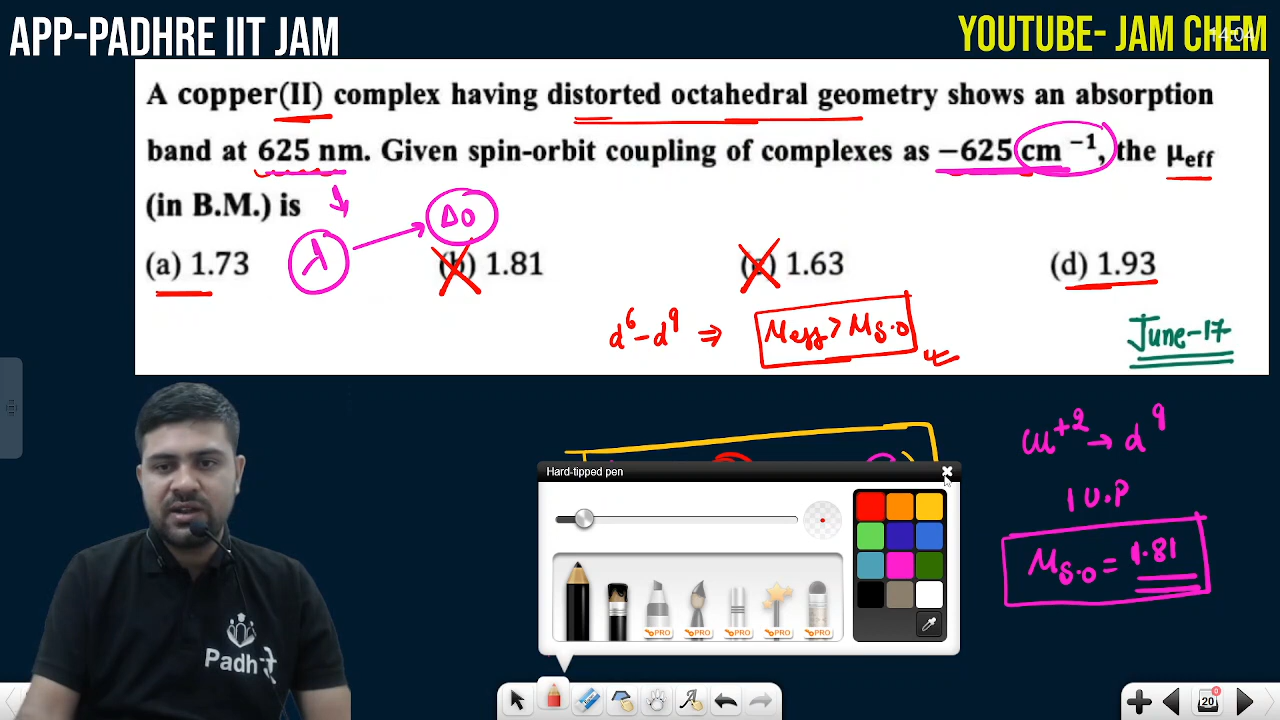 APP-PADHRE IIT JAM
YOUTUBE- JAM CHEM
14:04
A copper(II) complex having distorted octahedral geometry shows an absorption
band at 625 nm. Given spin-orbit coupling of complexes as −625 cm ⁻¹, the μeff
(in B.M.) is
λ Δo
(a) 1.73 (b) 1.81 (c) 1.63 (d) 1.93
d⁶-d⁹ ⇒ μeff > μs.o
June-17
Cu⁺² → d⁹
1 U.P
μs.o = 1.81
Hard-tipped pen
PRO PRO PRO PRO PRO
Padh
20
0